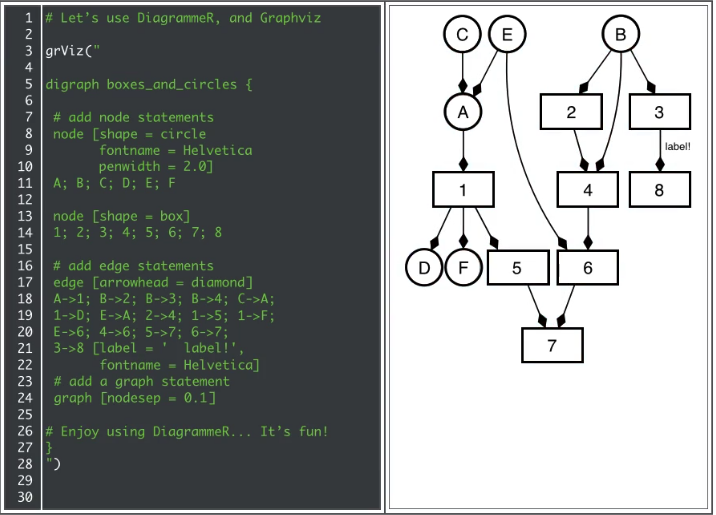 1 # Let’s use DiagrammeR, and Graphviz
2
3 grViz("
4
5 digraph boxes_and_circles {
6
7 # add node statements
8 node [shape = circle
9 fontname = Helvetica
10 penwidth = 2.0]
11 A; B; C; D; E; F
12
13 node [shape = box]
14 1; 2; 3; 4; 5; 6; 7; 8
15
16 # add edge statements
17 edge [arrowhead = diamond]
18 A->1; B->2; B->3; B->4; C->A;
19 1->D; E->A; 2->4; 1->5; 1->F;
20 E->6; 4->6; 5->7; 6->7;
21 3->8 [label = '  label!',
22 fontname = Helvetica]
23 # add a graph statement
24 graph [nodesep = 0.1]
25
26 # Enjoy using DiagrammeR... It’s fun!
27 }
28 ")
29
30
C E B
A 2 3
label!
1 4 8
D F 5 6
7